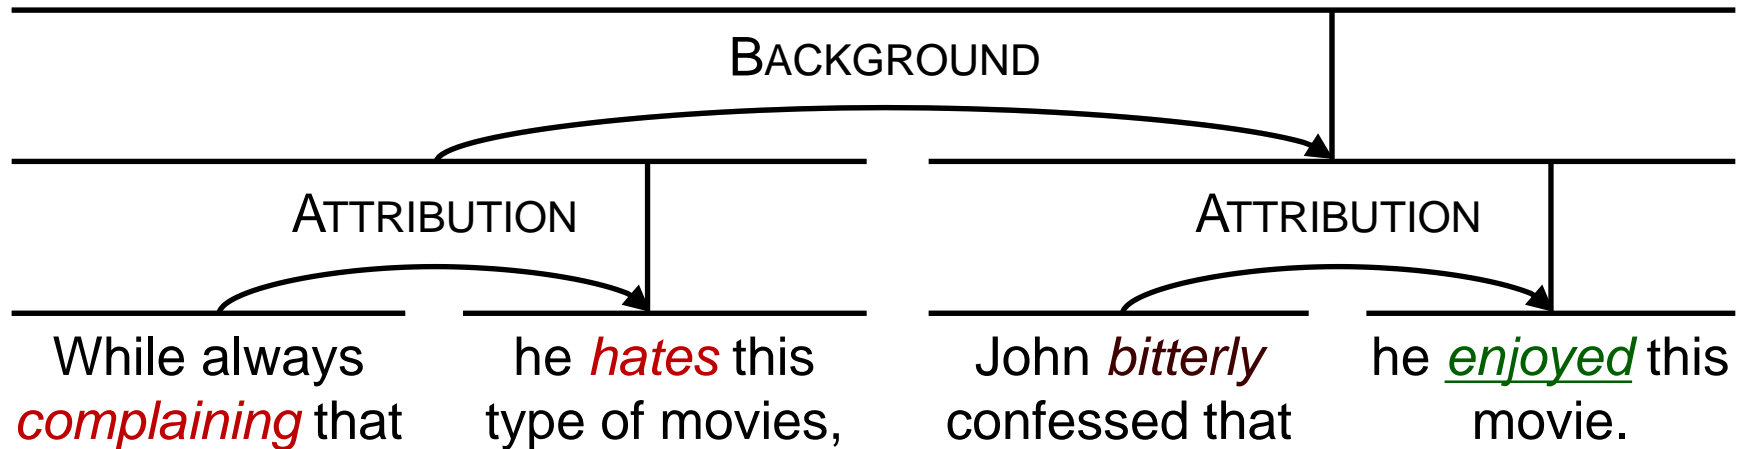 BACKGROUND
ATTRIBUTION
ATTRIBUTION
While always
complaining that
he hates this
type of movies,
John bitterly
confessed that
he enjoyed this
movie.